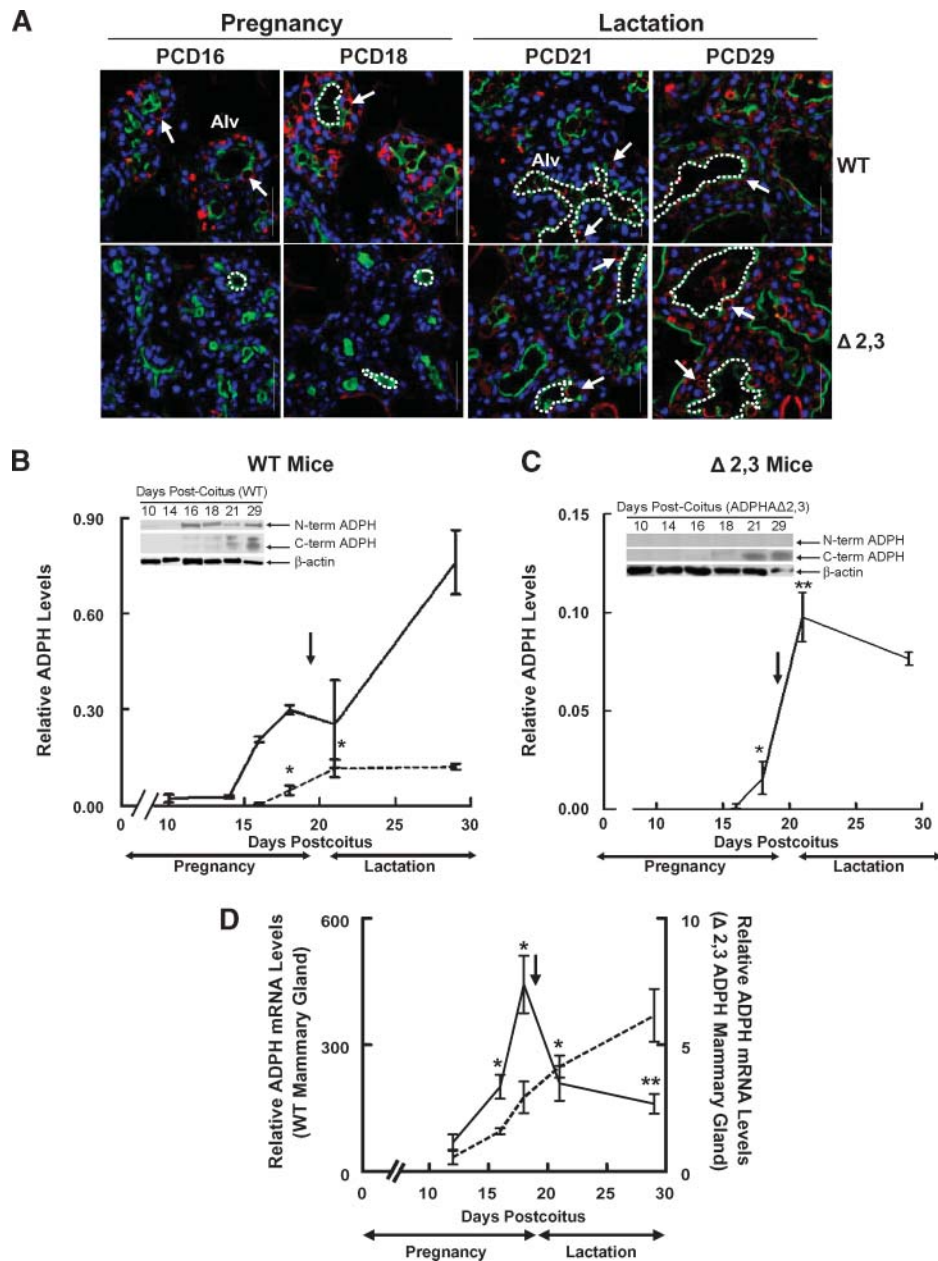 A
Pregnancy Lactation
PCD16 PCD18 PCD21 PCD29
Alv Alv
WT
Δ 2,3
B
WT Mice
Days Post-Coitus (WT)
10 14 16 18 21 29
N-term ADPH
C-term ADPH
β-actin
Relative ADPH Levels
0.90
0.60
0.30
0.00
*
*
0 10 15 20 25 30
Days Postcoitus
Pregnancy Lactation
C
Δ 2,3 Mice
Days Post-Coitus (ADPHAΔ2,3)
10 14 16 18 21 29
N-term ADPH
C-term ADPH
β-actin
Relative ADPH Levels
0.15
0.10
0.05
0.00
**
*
0 10 15 20 25 30
Days Postcoitus
Pregnancy Lactation
D
Relative ADPH mRNA Levels
(WT Mammary Gland)
600
300
0
*
*
*
**
10
5
0
Relative ADPH mRNA Levels
(Δ 2,3 ADPH Mammary Gland)
0 10 15 20 25 30
Days Postcoitus
Pregnancy Lactation